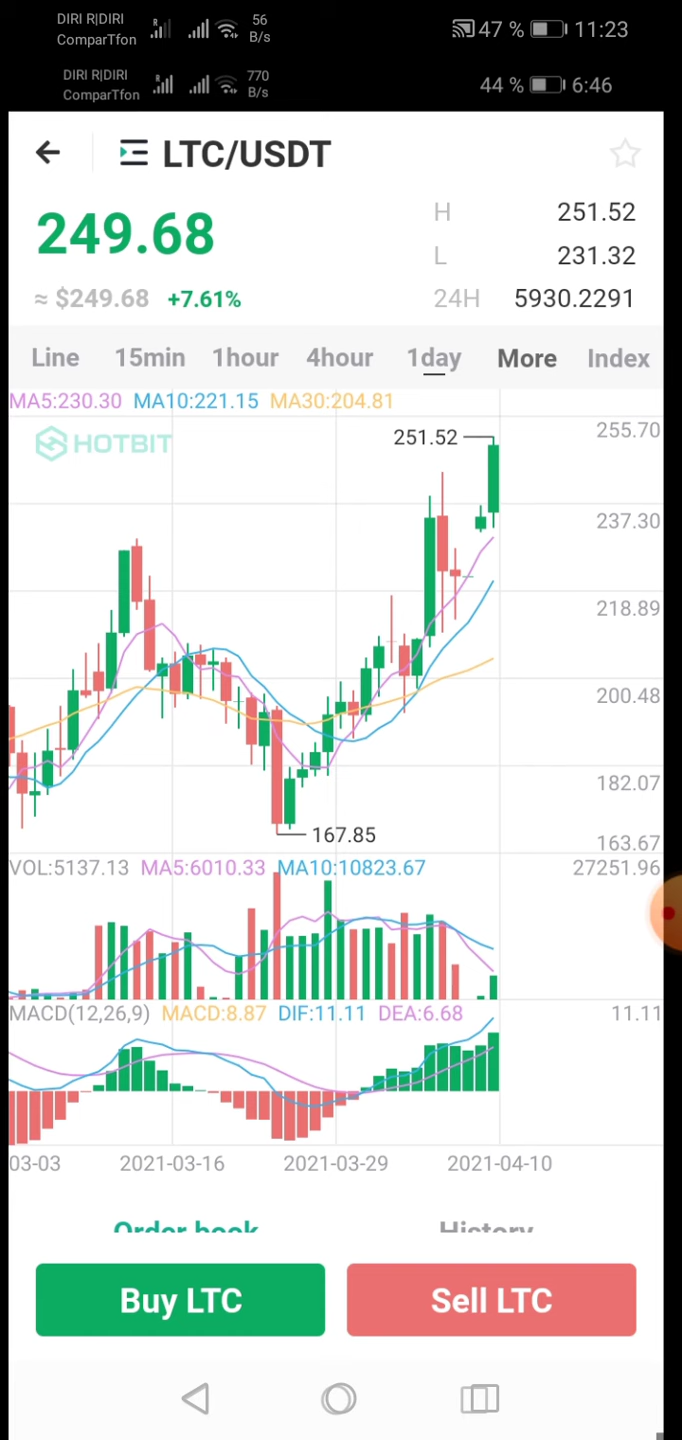 DIRI R|DIRI
ComparTfon
R
56
B/s
47 %
11:23
DIRI R|DIRI
ComparTfon
R
770
B/s
44 %
6:46
LTC/USDT
249.68
≈ $249.68 +7.61%
H 251.52
L 231.32
24H 5930.2291
Line 15min 1hour 4hour 1day More Index
MA5:230.30 MA10:221.15 MA30:204.81
HOTBIT
251.52
255.70
237.30
218.89
200.48
182.07
167.85
163.67
VOL:5137.13 MA5:6010.33 MA10:10823.67 27251.96
MACD(12,26,9) MACD:8.87 DIF:11.11 DEA:6.68 11.11
03-03 2021-03-16 2021-03-29 2021-04-10
Order book History
Buy LTC Sell LTC